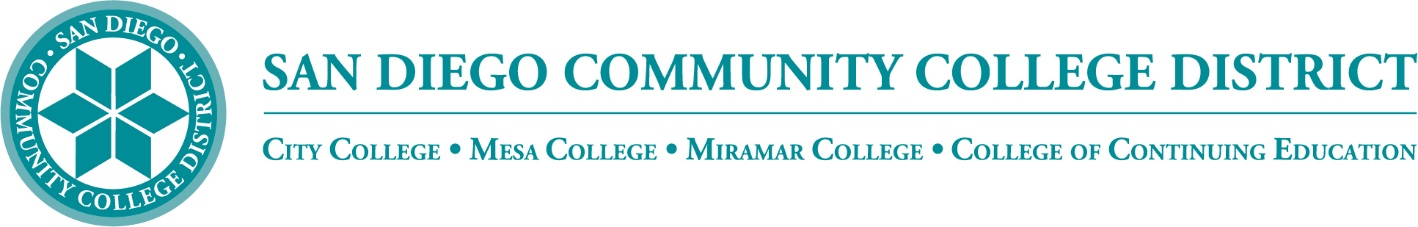 • SAN DIEGO •
COMMUNITY COLLEGE DISTRICT
SAN DIEGO COMMUNITY COLLEGE DISTRICT
CITY COLLEGE • MESA COLLEGE • MIRAMAR COLLEGE • COLLEGE OF CONTINUING EDUCATION